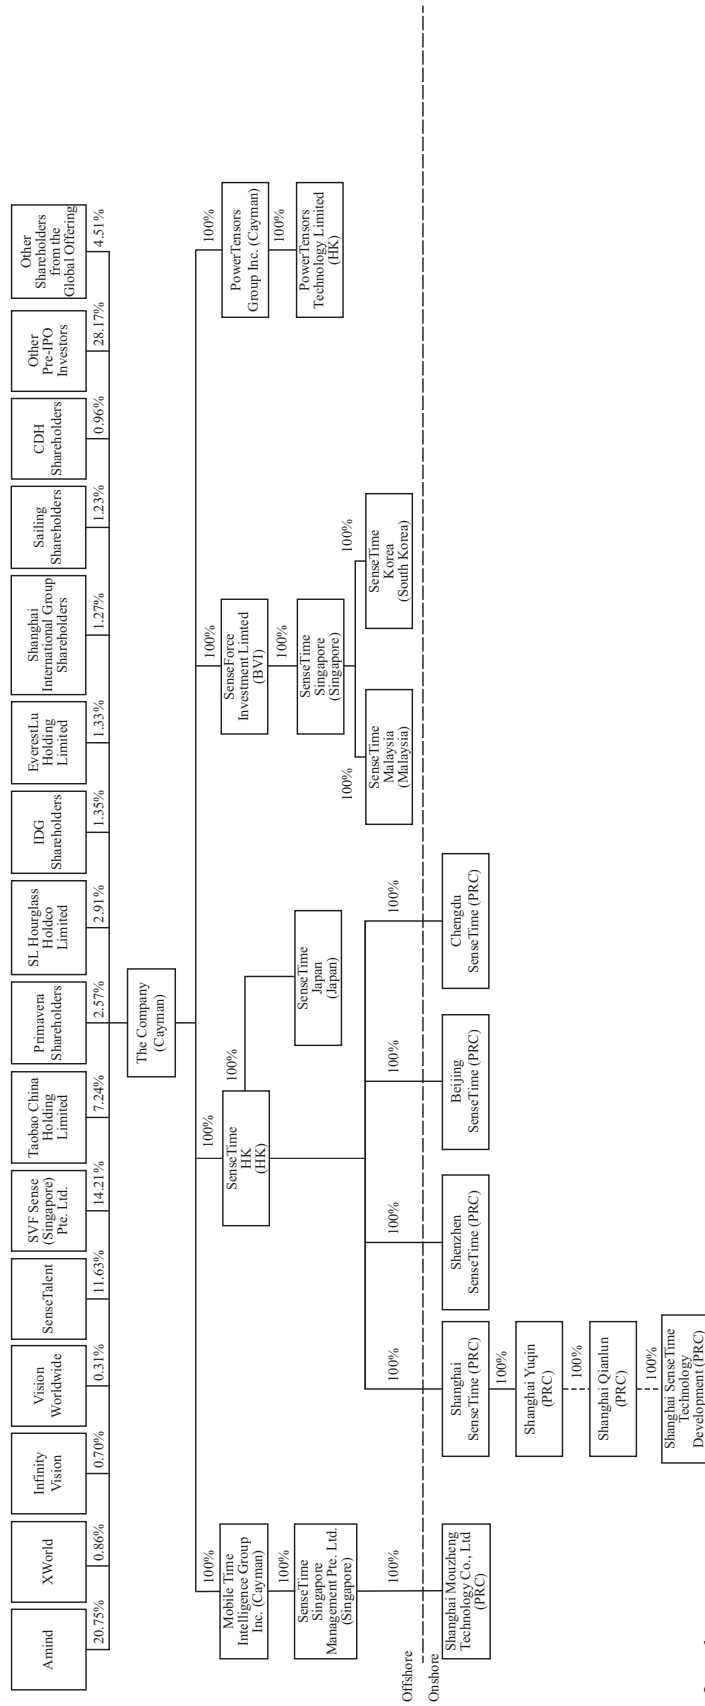 Amind
XWorld
Infinity
Vision
Vision
Worldwide
SenseTalent
SVF Sense
(Singapore)
Pte. Ltd.
Taobao China
Holding
Limited
Primavera
Shareholders
SL Hourglass
Holdco
Limited
IDG
Shareholders
EverestLu
Holding
Limited
Shanghai
International Group
Shareholders
Sailing
Shareholders
CDH
Shareholders
Other
Pre-IPO
Investors
Other
Shareholders
from the
Global Offering
20.75%
0.86%
0.70%
0.31%
11.63%
14.21%
7.24%
2.57%
2.91%
1.35%
1.33%
1.27%
1.23%
0.96%
28.17%
4.51%
The Company
(Cayman)
100%
100%
100%
100%
Mobile Time
Intelligence Group
Inc. (Cayman)
SenseTime
HK
(HK)
SenseForce
Investment Limted
(BVI)
PowerTensors
Group Inc. (Cayman)
100%
100%
100%
100%
SenseTime
Singapore
Management Pte. Ltd.
(Singapore)
SenseTime
Japan
(Japan)
SenseTime
Singapore
(Singapore)
PowerTensors
Technology Limited
(HK)
100%
100%
SenseTime
Malaysia
(Malaysia)
SenseTime
Korea
(South Korea)
100%
100%
100%
100%
100%
Offshore
Onshore
Shanghai Mouzheng
Technology Co., Ltd
(PRC)
Shanghai
SenseTime (PRC)
Shenzhen
SenseTime (PRC)
Beijing
SenseTime (PRC)
Chengdu
SenseTime (PRC)
100%
Shanghai Yuqin
(PRC)
100%
Shanghai Qianlun
(PRC)
100%
Shanghai SenseTime
Technology
Development (PRC)